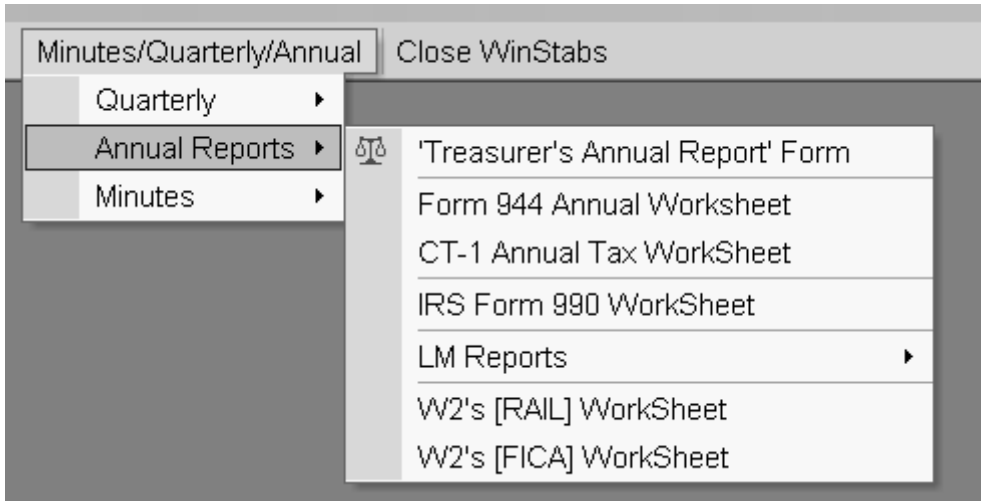 Minutes/Quarterly/Annual Close WinStabs
Quarterly
Annual Reports
Minutes
'Treasurer's Annual Report' Form
Form 944 Annual Worksheet
CT-1 Annual Tax WorkSheet
IRS Form 990 WorkSheet
LM Reports
W2's [RAIL] WorkSheet
W2's [FICA] WorkSheet